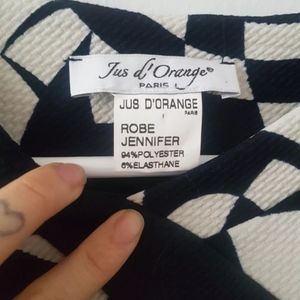 Jus d'Orange®
PARIS L
JUS D'ORANGE
PARIS
ROBE
JENNIFER
94%POLYESTER
6%ELASTHANE